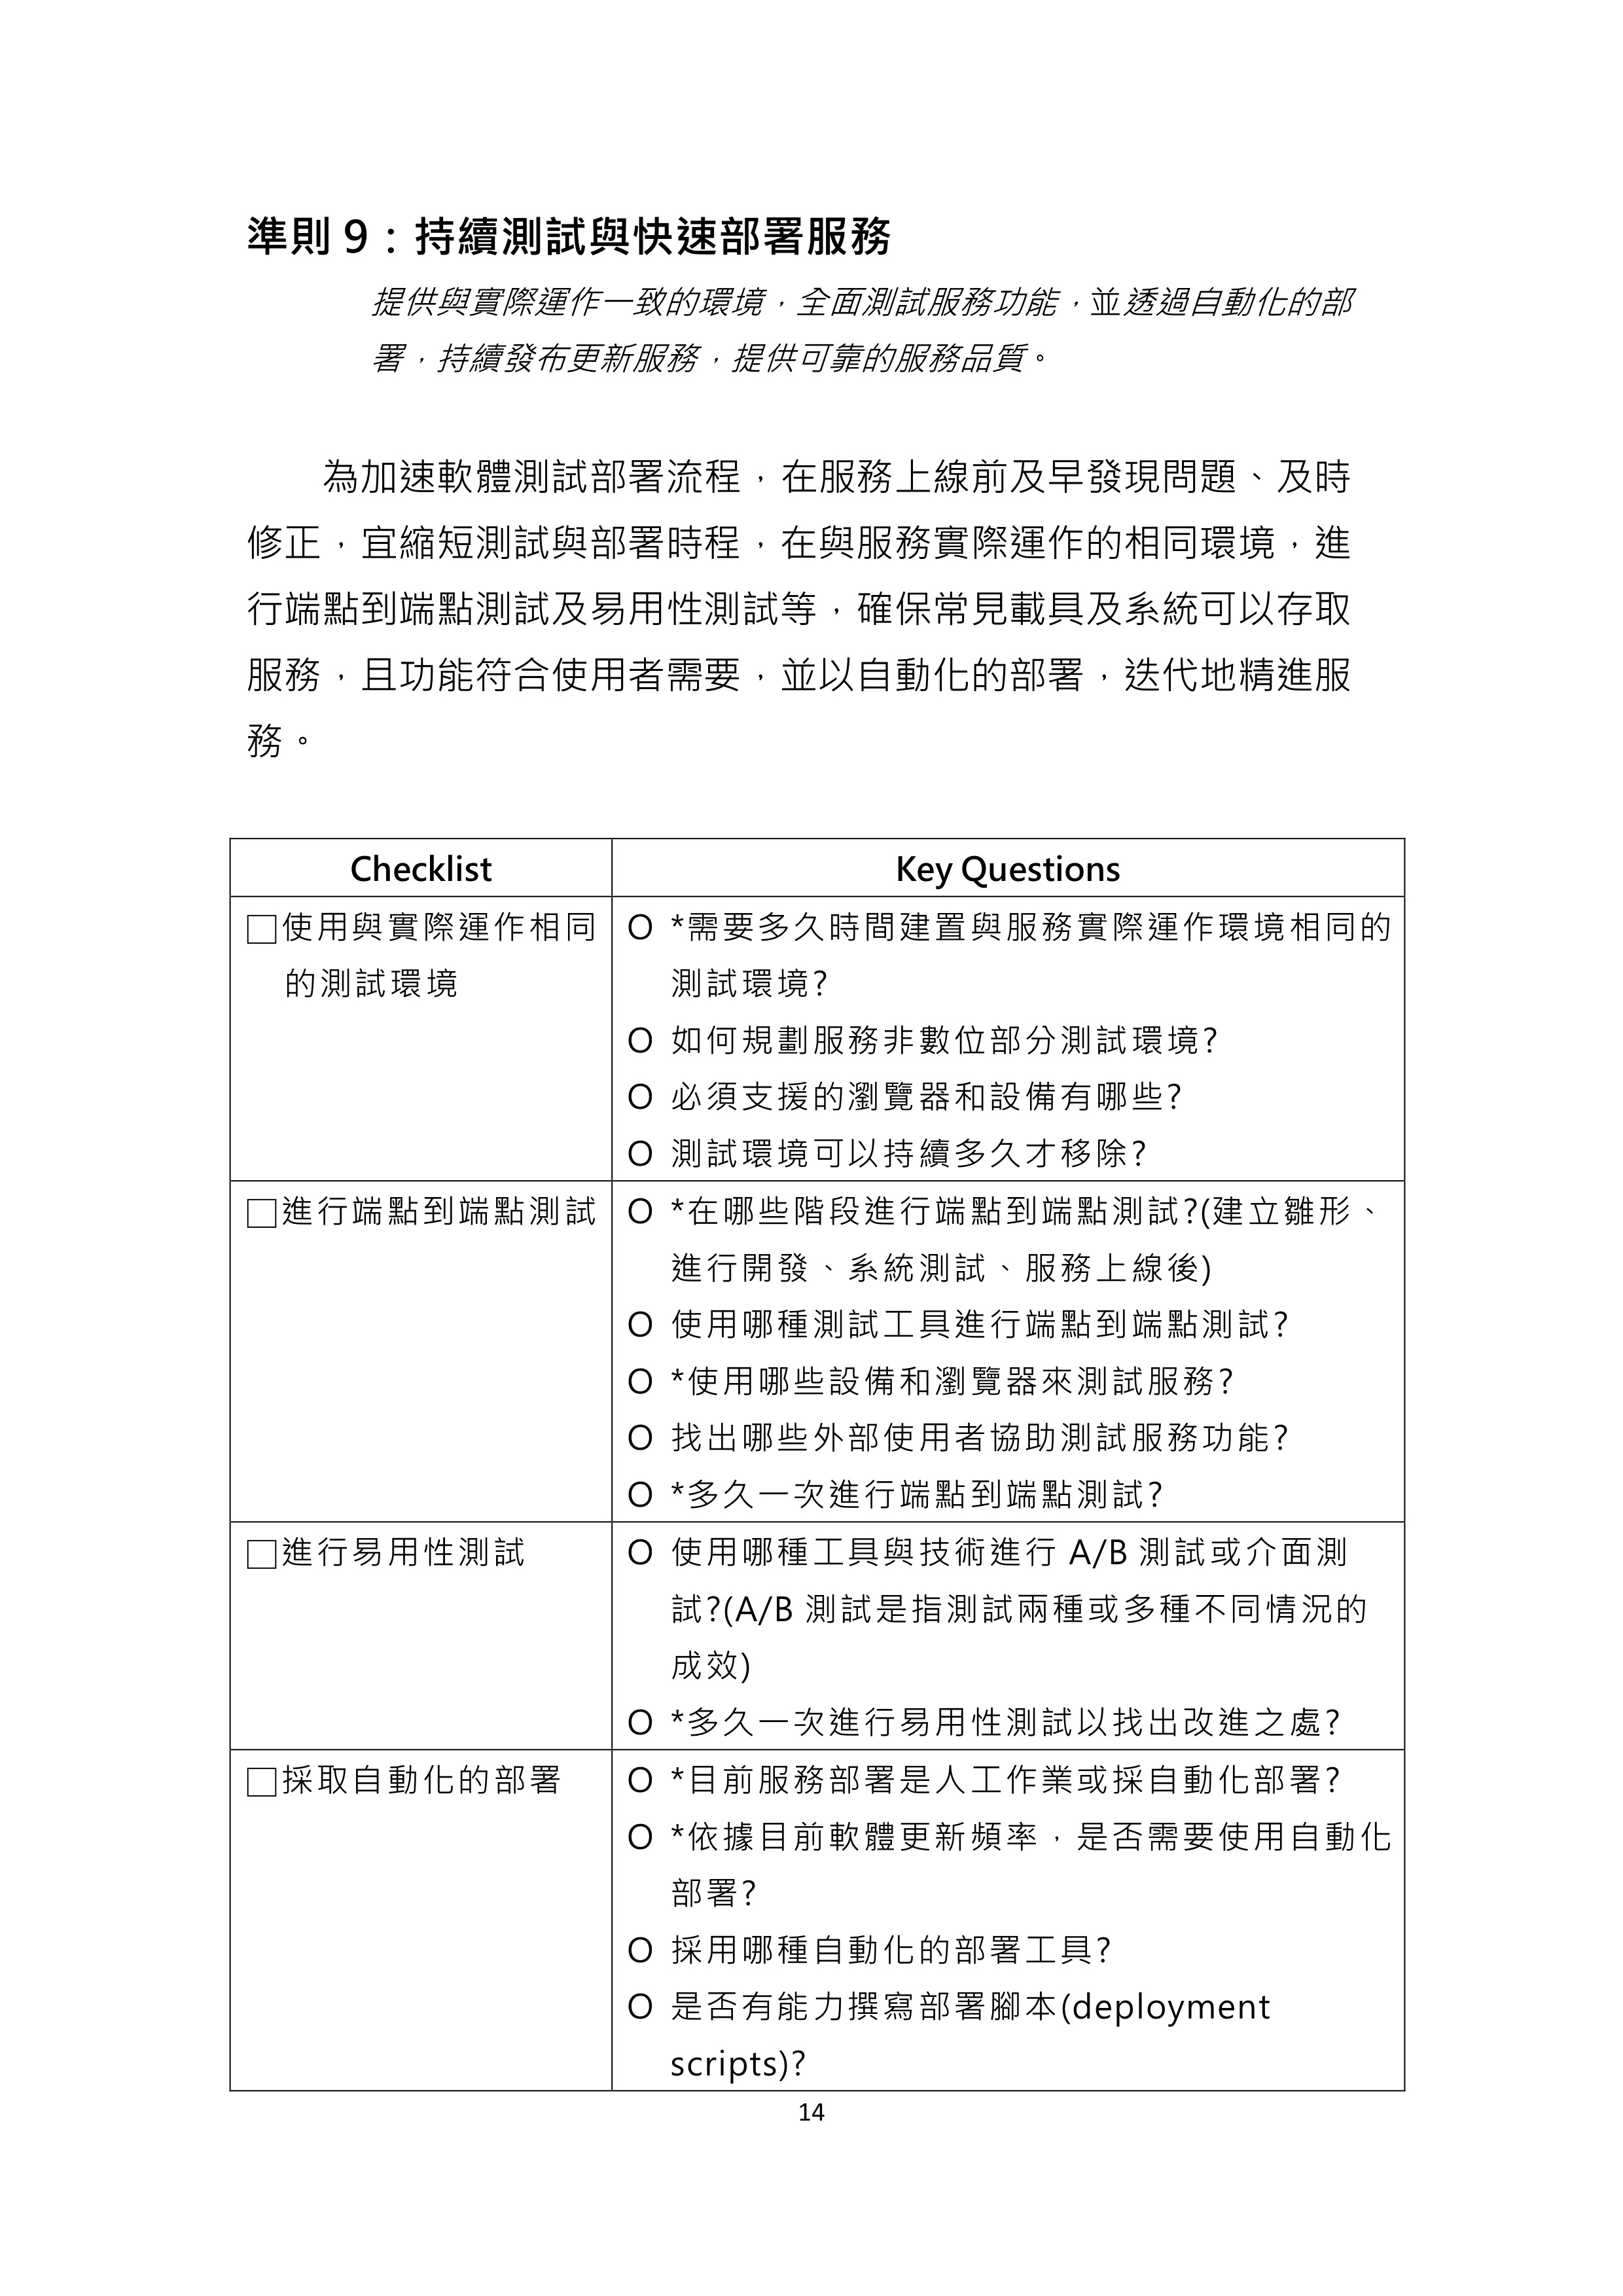 準則 9：持續測試與快速部署服務
提供與實際運作一致的環境，全面測試服務功能，並透過自動化的部
署，持續發布更新服務，提供可靠的服務品質。
為加速軟體測試部署流程，在服務上線前及早發現問題、及時
修正，宜縮短測試與部署時程，在與服務實際運作的相同環境，進
行端點到端點測試及易用性測試等，確保常見載具及系統可以存取
服務，且功能符合使用者需要，並以自動化的部署，迭代地精進服
務。
Checklist
Key Questions
□使用與實際運作相同
的測試環境
O *需要多久時間建置與服務實際運作環境相同的
測試環境?
O 如何規劃服務非數位部分測試環境?
O 必須支援的瀏覽器和設備有哪些?
O 測試環境可以持續多久才移除?
□進行端點到端點測試
O *在哪些階段進行端點到端點測試?(建立雛形、
進行開發、系統測試、服務上線後)
O 使用哪種測試工具進行端點到端點測試?
O *使用哪些設備和瀏覽器來測試服務?
O 找出哪些外部使用者協助測試服務功能?
O *多久一次進行端點到端點測試?
□進行易用性測試
O 使用哪種工具與技術進行 A/B 測試或介面測
試?(A/B 測試是指測試兩種或多種不同情況的
成效)
O *多久一次進行易用性測試以找出改進之處?
□採取自動化的部署
O *目前服務部署是人工作業或採自動化部署?
O *依據目前軟體更新頻率，是否需要使用自動化
部署?
O 採用哪種自動化的部署工具?
O 是否有能力撰寫部署腳本(deployment
scripts)?
14